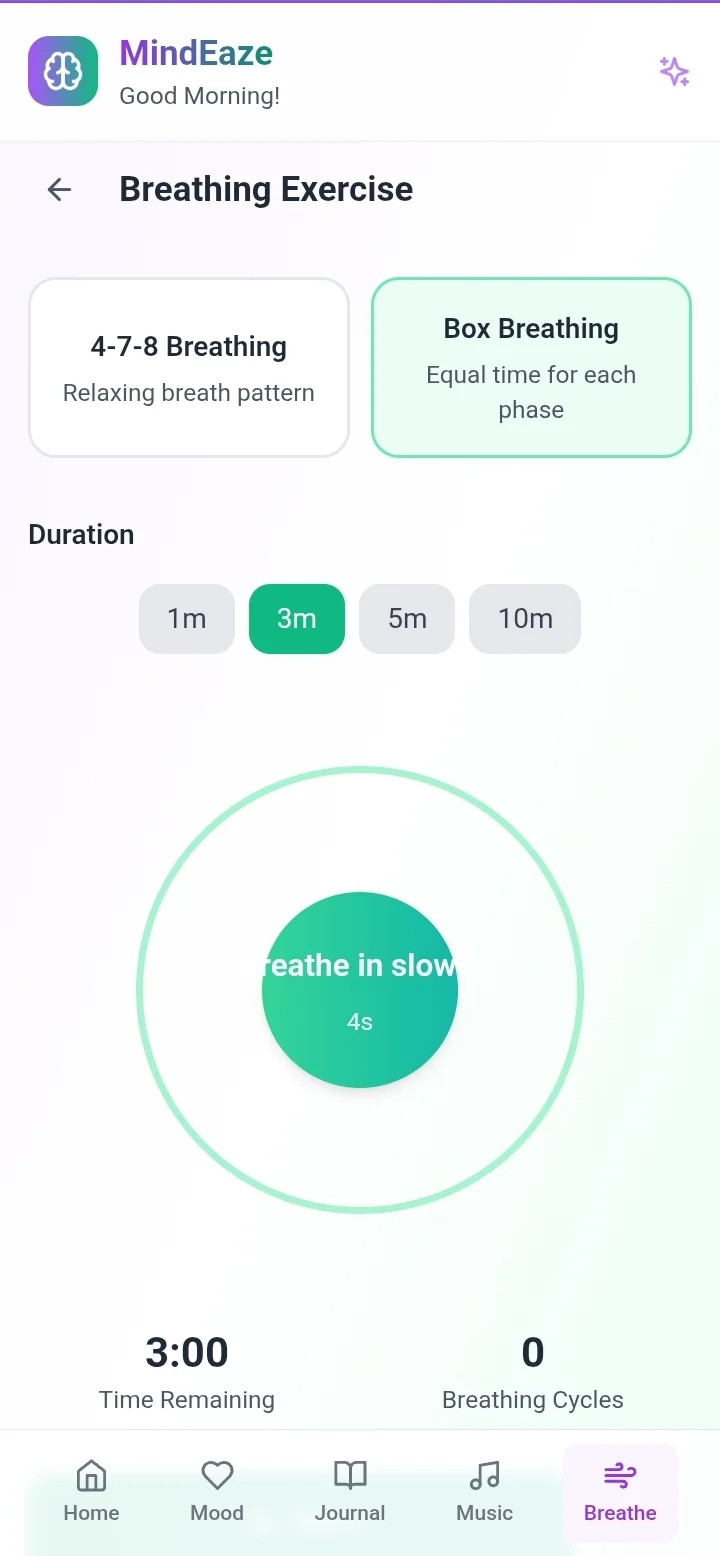 MindEaze
Good Morning!
Breathing Exercise
4-7-8 Breathing
Relaxing breath pattern
Box Breathing
Equal time for each
phase
Duration
1m
3m
5m
10m
reathe in slow
4s
3:00
Time Remaining
0
Breathing Cycles
Home
Mood
Journal
Music
Breathe